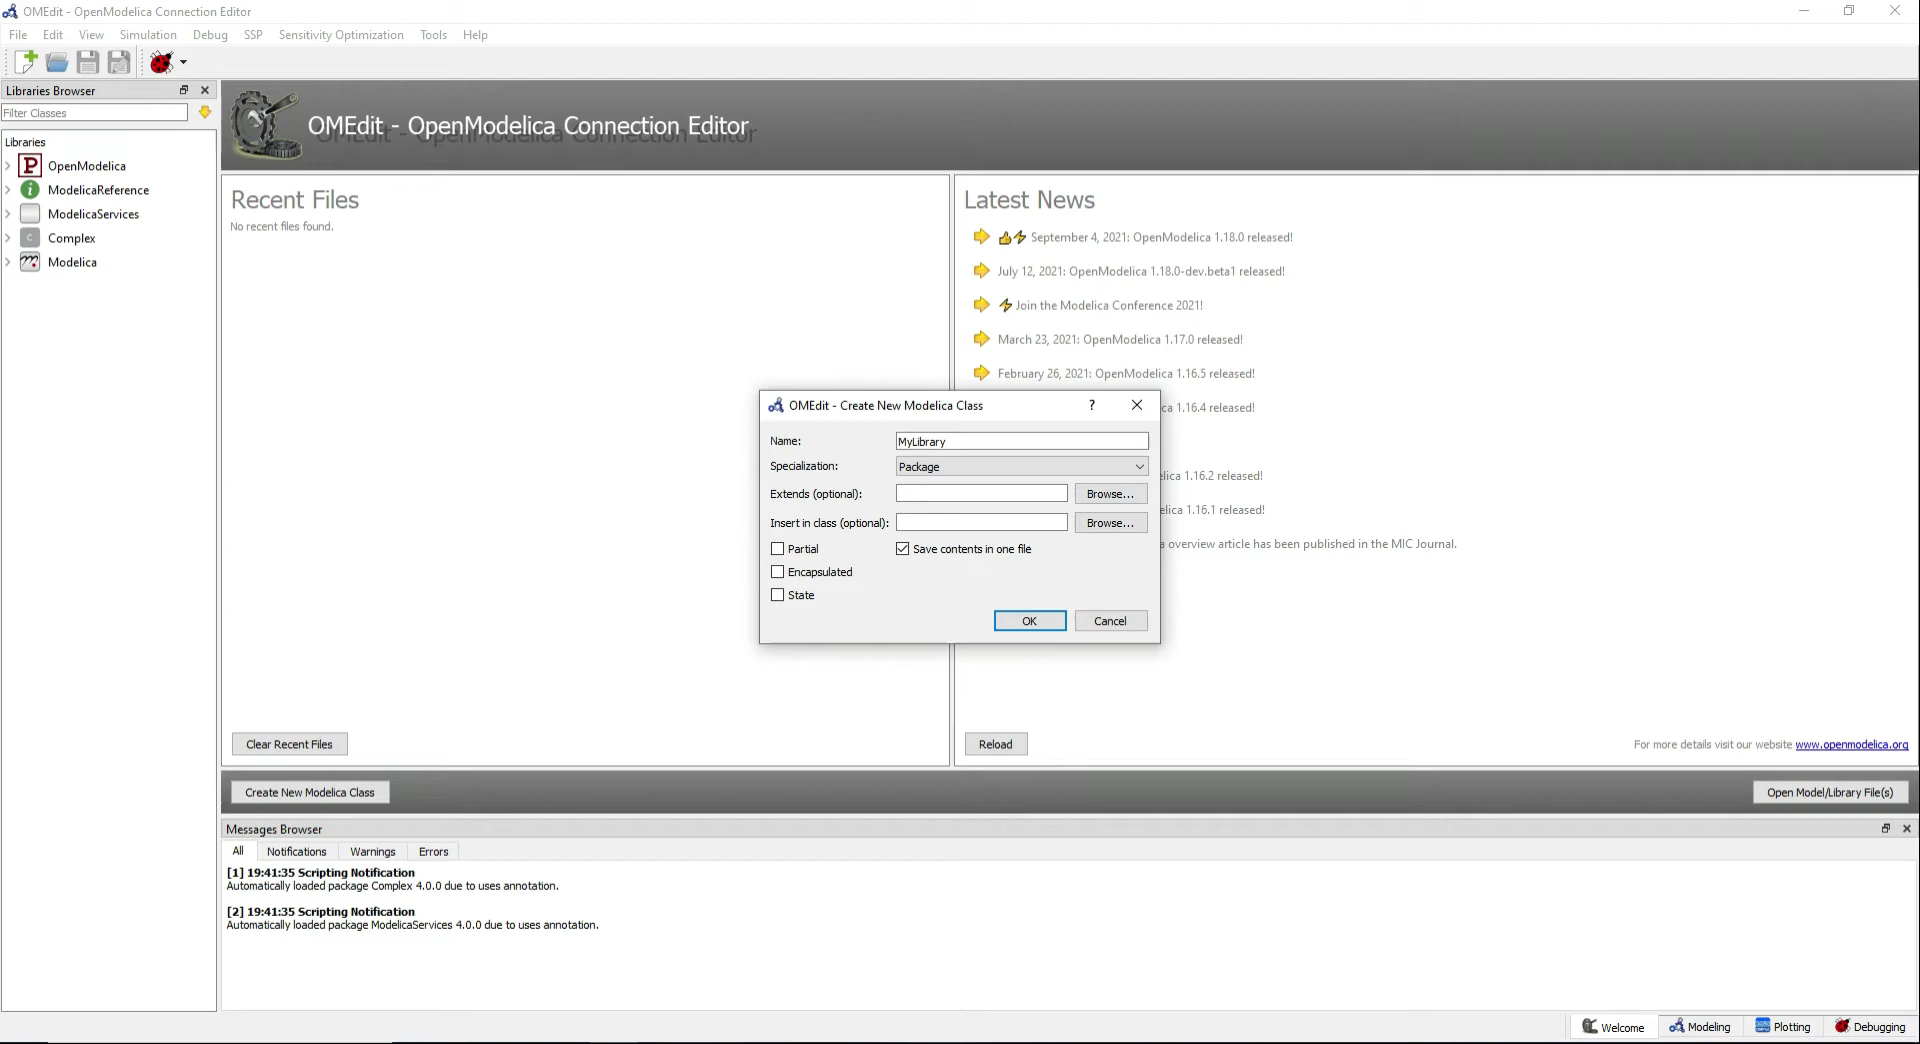 OMEdit - OpenModelica Connection Editor
File Edit View Simulation Debug SSP Sensitivity Optimization Tools Help
Libraries Browser
Filter Classes
Libraries
P OpenModelica
i ModelicaReference
ModelicaServices
C Complex
Modelica
OMEdit - OpenModelica Connection Editor
Recent Files
No recent files found.
Clear Recent Files
Latest News
September 4, 2021: OpenModelica 1.18.0 released!
July 12, 2021: OpenModelica 1.18.0-dev.beta1 released!
Join the Modelica Conference 2021!
March 23, 2021: OpenModelica 1.17.0 released!
February 26, 2021: OpenModelica 1.16.5 released!
ca 1.16.4 released!
lica 1.16.2 released!
elica 1.16.1 released!
a overview article has been published in the MIC Journal.
Reload
For more details visit our website www.openmodelica.org
OMEdit - Create New Modelica Class ?
Name: MyLibrary
Specialization: Package
Extends (optional): Browse...
Insert in class (optional): Browse...
Partial Save contents in one file
Encapsulated
State
OK Cancel
Create New Modelica Class
Open Model/Library File(s)
Messages Browser
All Notifications Warnings Errors
[1] 19:41:35 Scripting Notification
Automatically loaded package Complex 4.0.0 due to uses annotation.
[2] 19:41:35 Scripting Notification
Automatically loaded package ModelicaServices 4.0.0 due to uses annotation.
Welcome Modeling Plotting Debugging